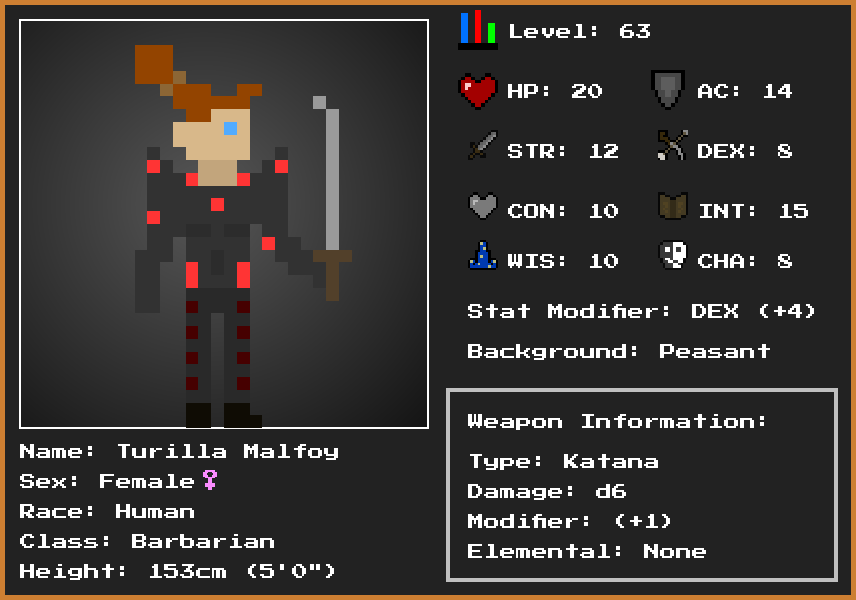 Level: 63
HP: 20 AC: 14
STR: 12 DEX: 8
CON: 10 INT: 15
WIS: 10 CHA: 8
Stat Modifier: DEX (+4)
Background: Peasant
Weapon Information:
Type: Katana
Damage: d6
Modifier: (+1)
Elemental: None
Name: Turilla Malfoy
Sex: Female♀
Race: Human
Class: Barbarian
Height: 153cm (5'0")